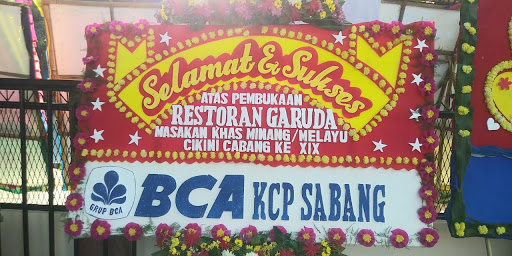 Selamat & Sukses
ATAS PEMBUKAAN
RESTORAN GARUDA
MASAKAN KHAS MINANG/MELAYU
CIKINI CABANG KE XIX
GRUP BCA
BCA KCP SABANG